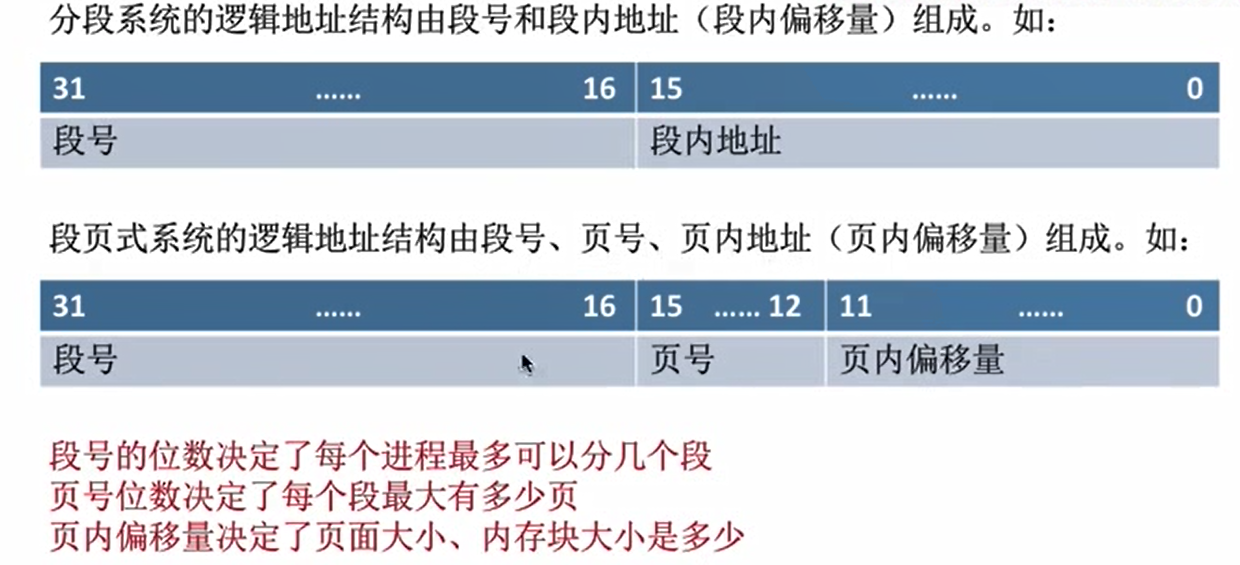 分段系统的逻辑地址结构由段号和段内地址（段内偏移量）组成。如：
31 …… 16 15 …… 0
段号 段内地址
段页式系统的逻辑地址结构由段号、页号、页内地址（页内偏移量）组成。如：
31 …… 16 15 …… 12 11 …… 0
段号 页号 页内偏移量
段号的位数决定了每个进程最多可以分几个段
页号位数决定了每个段最大有多少页
页内偏移量决定了页面大小、内存块大小是多少